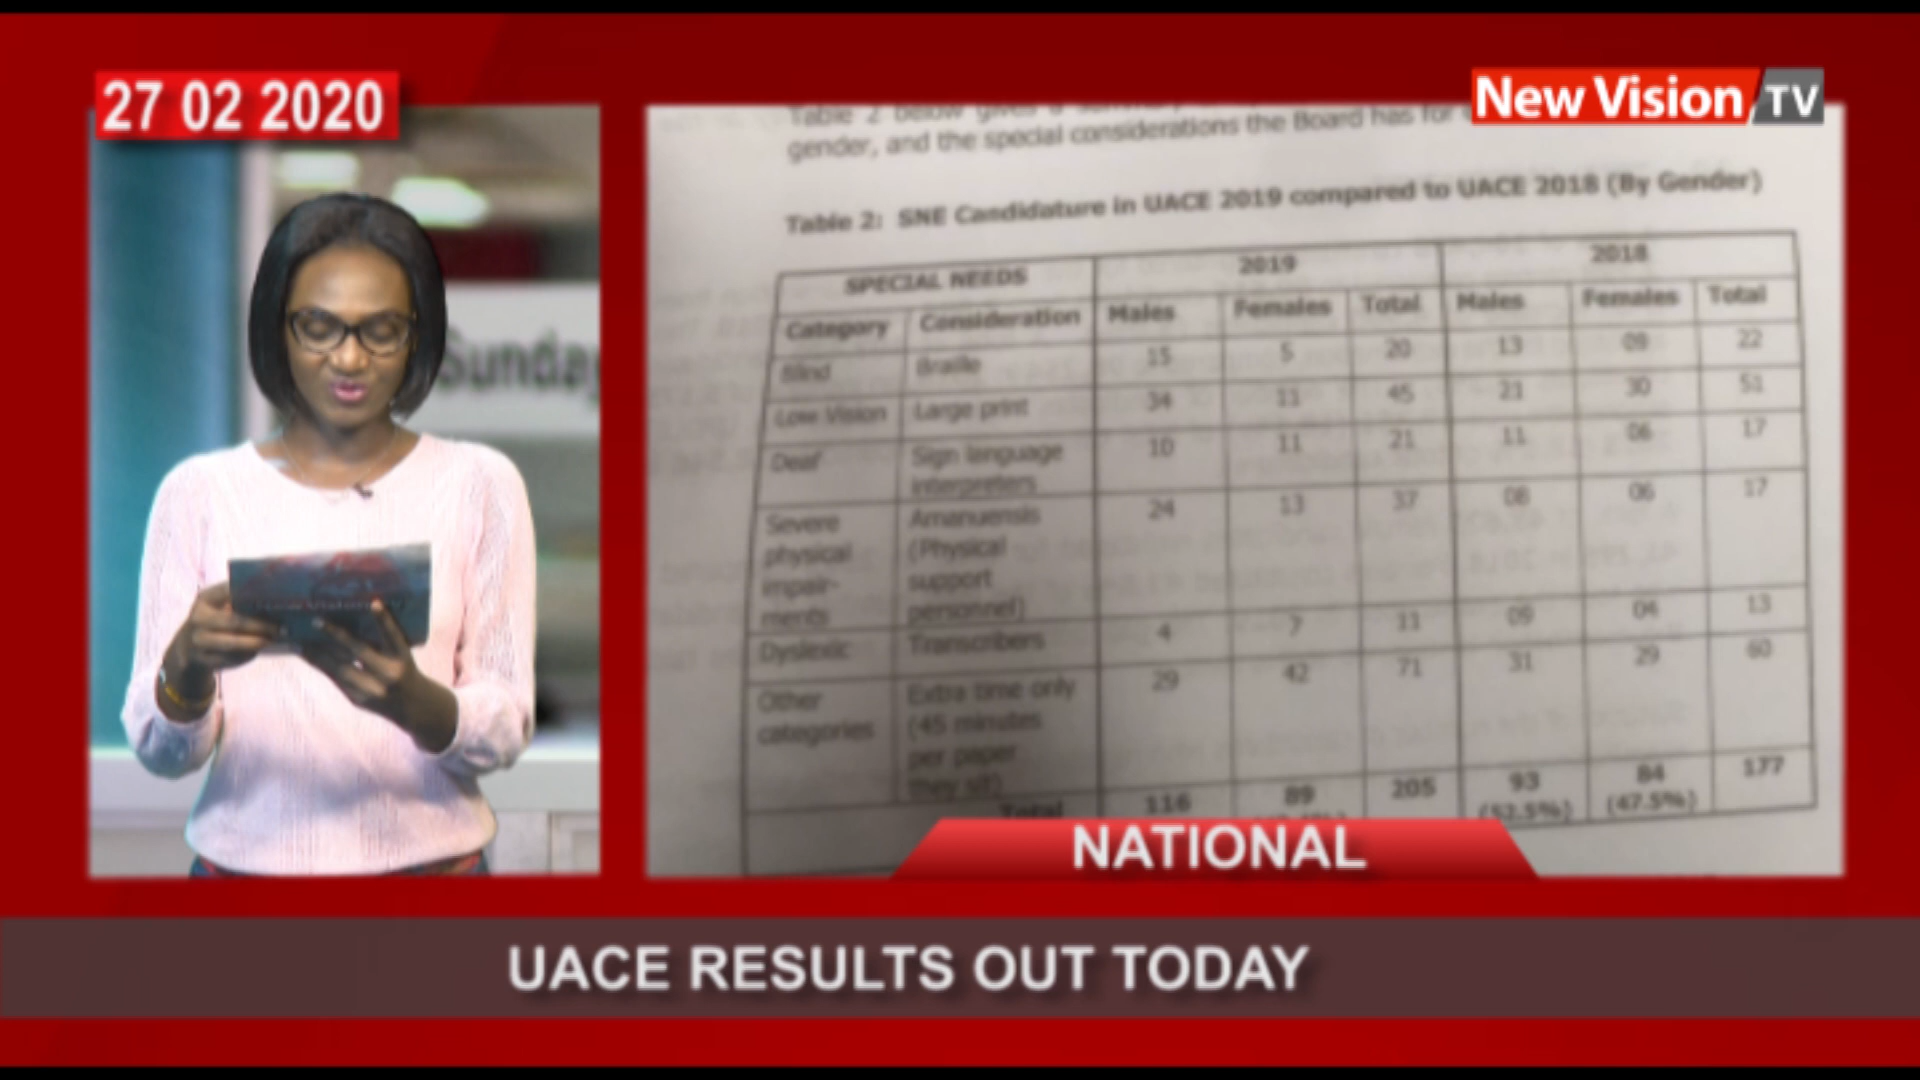 27 02 2020
New Vision TV
Sunday
Table 2 below gives a
gender, and the special considerations the Board has for
Table 2: SNE Candidature in UACE 2019 compared to UACE 2018 (By Gender)
SPECIAL NEEDS 2019 2018
Category Consideration Males Females Total Males Females Total
Blind Braille 15 5 20 13 09 22
Low Vision Large print 34 11 45 21 30 51
Deaf Sign language 10 11 21 11 06 17
interpreters
Severe Amanuensis 24 13 37 08 06 17
physical (Physical
impair- support
ments personnel)
Dyslexic Transcribers 4 7 11 09 04 13
Other Extra time only 29 42 71 31 29 60
categories (45 minutes
per paper
they sit)
Total 116 89 205 93 84 177
(52.5%) (47.5%)
NATIONAL
UACE RESULTS OUT TODAY